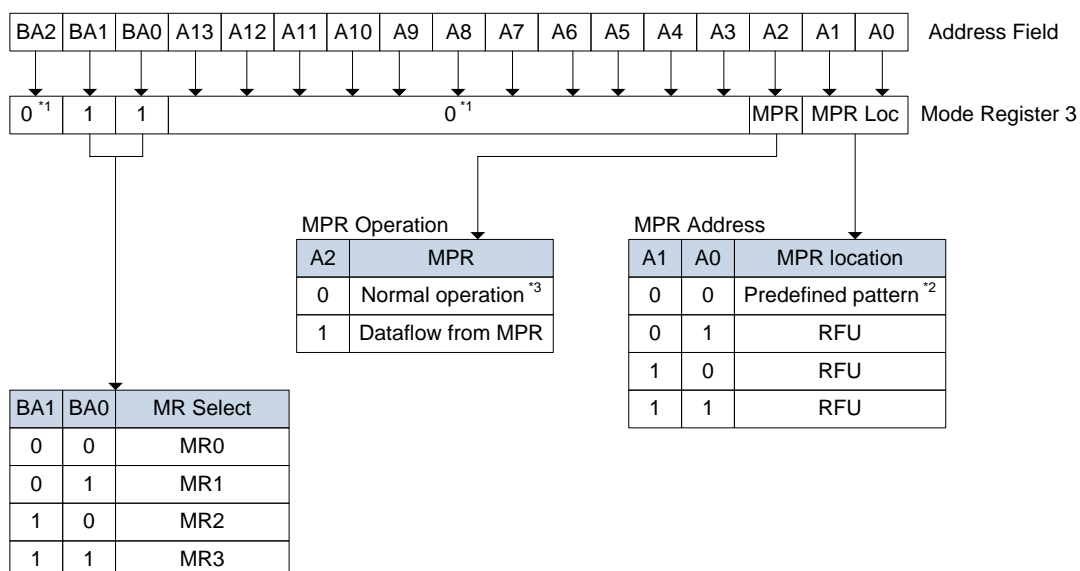 BA2 BA1 BA0 A13 A12 A11 A10 A9 A8 A7 A6 A5 A4 A3 A2 A1 A0 Address Field
0*1 1 1 0*1 MPR MPR Loc Mode Register 3
MPR Operation
A2 MPR
0 Normal operation*3
1 Dataflow from MPR
MPR Address
A1 A0 MPR location
0 0 Predefined pattern*2
0 1 RFU
1 0 RFU
1 1 RFU
BA1 BA0 MR Select
0 0 MR0
0 1 MR1
1 0 MR2
1 1 MR3